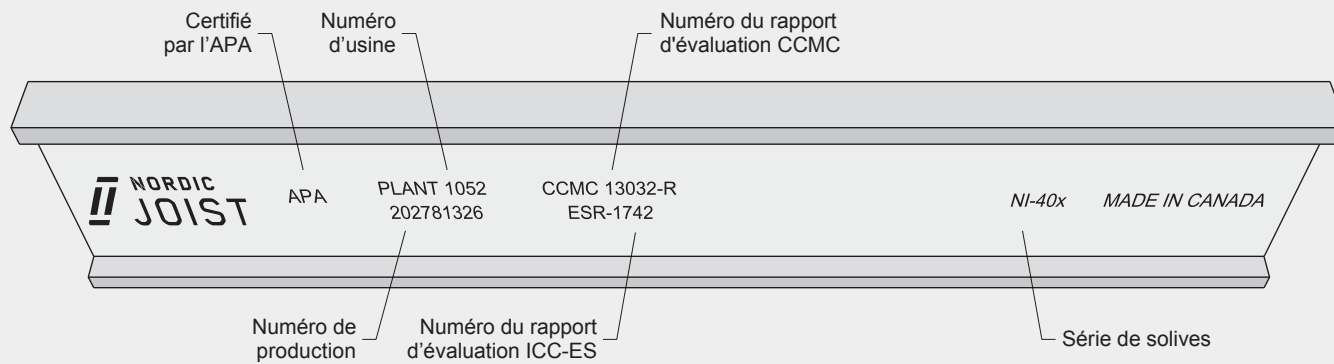 Certifié
par l’APA
Numéro
d’usine
Numéro du rapport
d'évaluation CCMC
NORDIC
JOIST
APA
PLANT 1052
202781326
CCMC 13032-R
ESR-1742
NI-40x
MADE IN CANADA
Numéro de
production
Numéro du rapport
d’évaluation ICC-ES
Série de solives